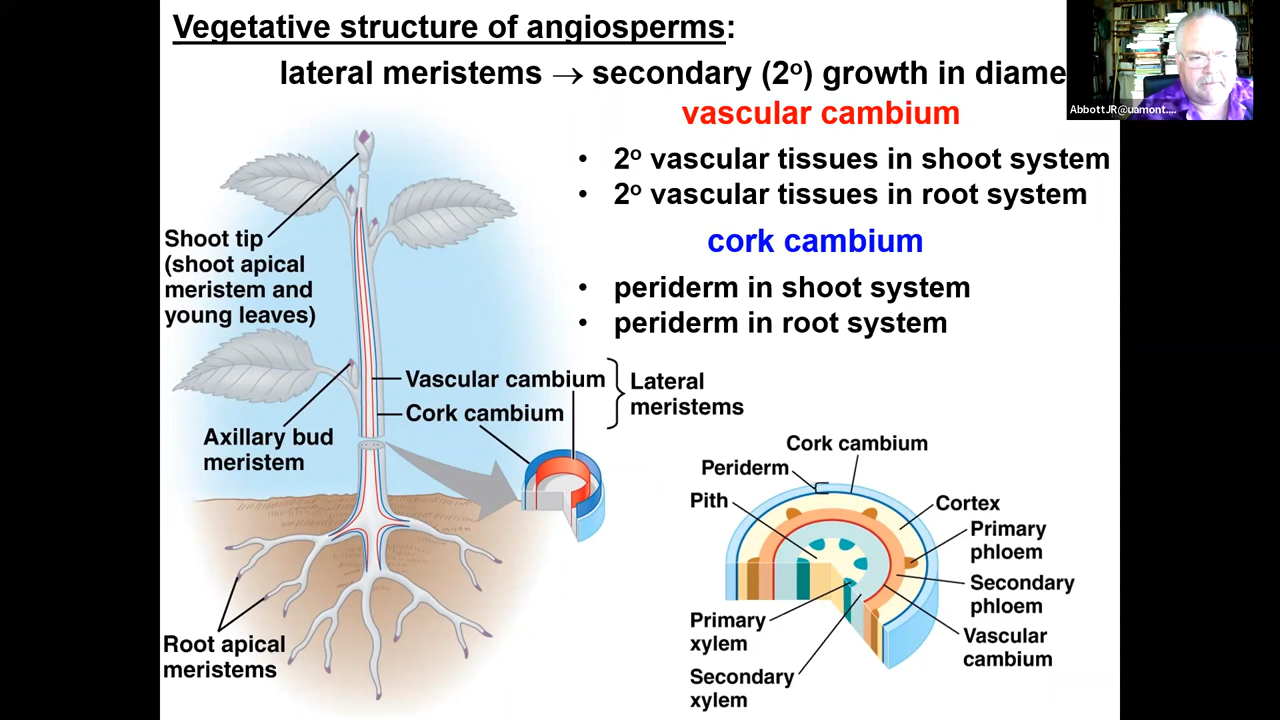 Vegetative structure of angiosperms:
lateral meristems → secondary (2º) growth in diame
AbbottJR@uamont....
vascular cambium
• 2º vascular tissues in shoot system
• 2º vascular tissues in root system
cork cambium
• periderm in shoot system
• periderm in root system
Shoot tip
(shoot apical
meristem and
young leaves)
Vascular cambium
Cork cambium
Lateral
meristems
Axillary bud
meristem
Root apical
meristems
Cork cambium
Periderm
Pith
Cortex
Primary
phloem
Secondary
phloem
Vascular
cambium
Primary
xylem
Secondary
xylem